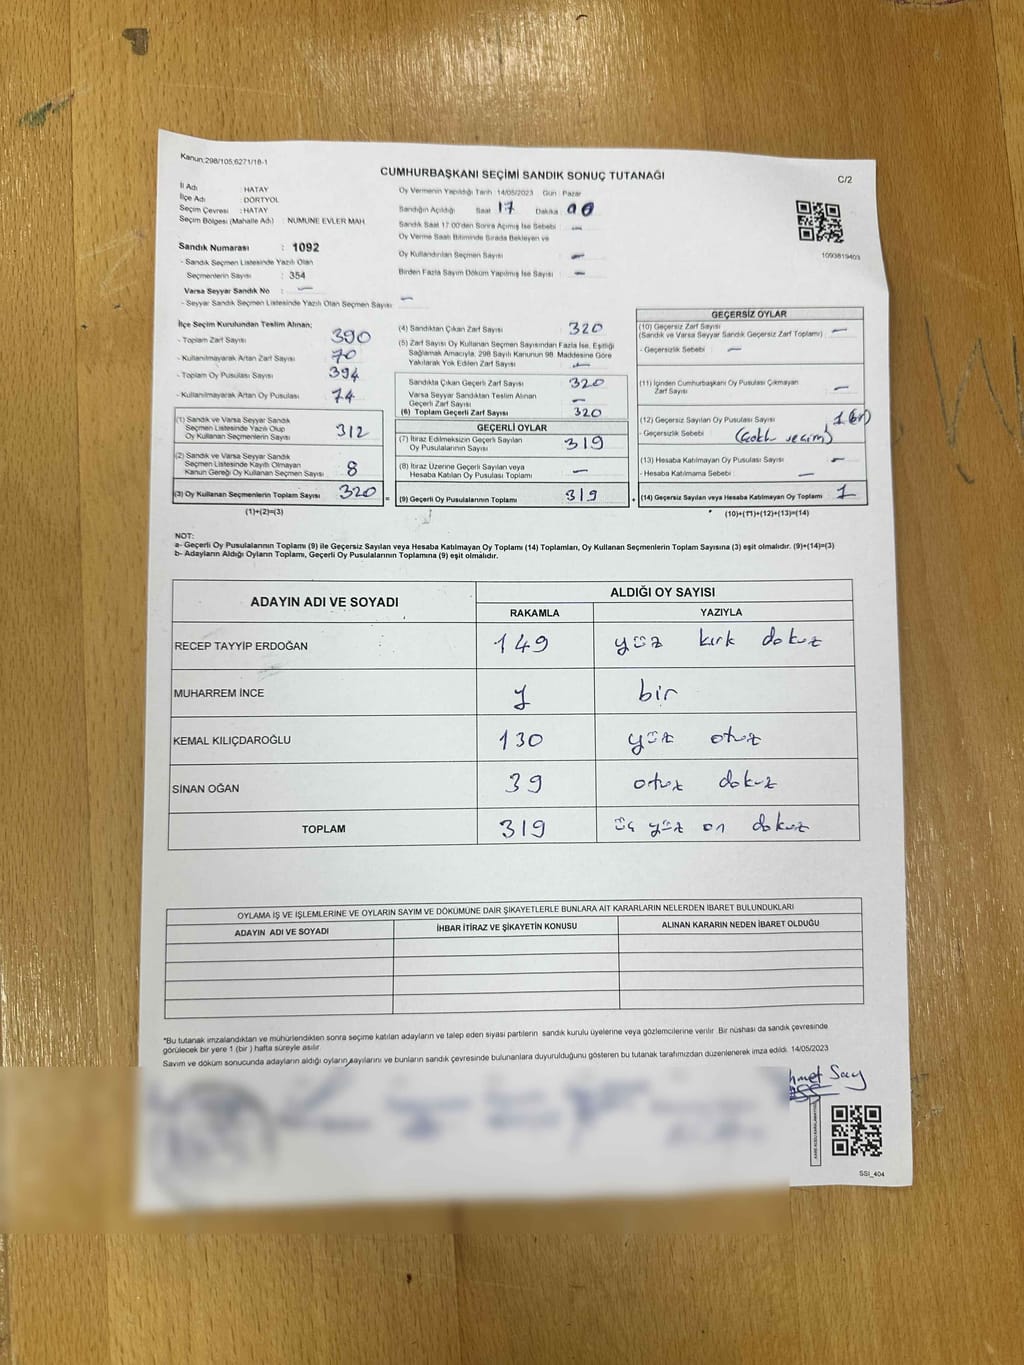 Kanun:298/105,6271/18-1
CUMHURBAŞKANI SEÇİMİ SANDIK SONUÇ TUTANAĞI
C/2
İl Adı : HATAY
İlçe Adı : DÖRTYOL
Seçim Çevresi : HATAY
Seçim Bölgesi (Mahalle Adı) : NUMUNE EVLER MAH.
Sandık Numarası : 1092
- Sandık Seçmen Listesinde Yazılı Olan
Seçmenlerin Sayısı : 354
Varsa Seyyar Sandık No : —
- Seyyar Sandık Seçmen Listesinde Yazılı Olan Seçmen Sayısı : —
Oy Vermenin Yapıldığı Tarih 14/05/2023 Gün : Pazar
Sandığın Açıldığı Saat 17 Dakika 00
Sandık Saat 17:00'den Sonra Açılmış İse Sebebi —
Oy Verme Saati Bitiminde Sırada Bekleyen ve
Oy Kullandırılan Seçmen Sayısı —
Birden Fazla Sayım Döküm Yapılmış İse Sayısı : —
1093819403
İlçe Seçim Kurulundan Teslim Alınan;
- Toplam Zarf Sayısı : 390
- Kullanılmayarak Artan Zarf Sayısı : 70
- Toplam Oy Pusulası Sayısı : 394
- Kullanılmayarak Artan Oy Pusulası : 74
(1) Sandık ve Varsa Seyyar Sandık
Seçmen Listesinde Yazılı Olup
Oy Kullanan Seçmenlerin Sayısı : 312
(2) Sandık ve Varsa Seyyar Sandık
Seçmen Listesinde Kayıtlı Olmayan
Kanun Gereği Oy Kullanan Seçmen Sayısı : 8
(3) Oy Kullanan Seçmenlerin Toplam Sayısı : 320 =
(1)+(2)=(3)
(4) Sandıktan Çıkan Zarf Sayısı : 320
(5) Zarf Sayısı Oy Kullanan Seçmen Sayısından Fazla İse, Eşitliği
Sağlamak Amacıyla, 298 Sayılı Kanunun 98. Maddesine Göre
Yakılarak Yok Edilen Zarf Sayısı : —
Sandıkta Çıkan Geçerli Zarf Sayısı : 320
Varsa Seyyar Sandıktan Teslim Alınan
Geçerli Zarf Sayısı : —
(6) Toplam Geçerli Zarf Sayısı : 320
GEÇERLİ OYLAR
(7) İtiraz Edilmeksizin Geçerli Sayılan
Oy Pusulalarının Sayısı : 319
(8) İtiraz Üzerine Geçerli Sayılan veya
Hesaba Katılan Oy Pusulası Toplamı : —
(9) Geçerli Oy Pusulalarının Toplamı : 319 +
GEÇERSİZ OYLAR
(10) Geçersiz Zarf Sayısı
(Sandık ve Varsa Seyyar Sandık Geçersiz Zarf Toplamı) : —
- Geçersizlik Sebebi : —
(11) İçinden Cumhurbaşkanı Oy Pusulası Çıkmayan
Zarf Sayısı : —
(12) Geçersiz Sayılan Oy Pusulası Sayısı : 1 (bir)
- Geçersizlik Sebebi : (çoklu seçim)
(13) Hesaba Katılmayan Oy Pusulası Sayısı : —
- Hesaba Katılmama Sebebi : —
(14) Geçersiz Sayılan veya Hesaba Katılmayan Oy Toplamı : 1
(10)+(11)+(12)+(13)=(14)
NOT:
a- Geçerli Oy Pusulalarının Toplamı (9) ile Geçersiz Sayılan veya Hesaba Katılmayan Oy Toplamı (14) Toplamları, Oy Kullanan Seçmenlerin Toplam Sayısına (3) eşit olmalıdır. (9)+(14)=(3)
b- Adayların Aldığı Oyların Toplamı, Geçerli Oy Pusulalarının Toplamına (9) eşit olmalıdır.
ADAYIN ADI VE SOYADI
ALDIĞI OY SAYISI
RAKAMLA YAZIYLA
RECEP TAYYİP ERDOĞAN 149 yüz kırk dokuz
MUHARREM İNCE 1 bir
KEMAL KILIÇDAROĞLU 130 yüz otuz
SİNAN OĞAN 39 otuz dokuz
TOPLAM 319 üç yüz on dokuz
OYLAMA İŞ VE İŞLEMLERİNE VE OYLARIN SAYIM VE DÖKÜMÜNE DAİR ŞİKAYETLERLE BUNLARA AİT KARARLARIN NELERDEN İBARET BULUNDUKLARI
ADAYIN ADI VE SOYADI İHBAR İTİRAZ VE ŞİKAYETİN KONUSU ALINAN KARARIN NEDEN İBARET OLDUĞU
*Bu tutanak imzalandıktan ve mühürlendikten sonra seçime katılan adayların ve talep eden siyasi partilerin sandık kurulu üyelerine veya gözlemcilerine verilir. Bir nüshası da sandık çevresinde
görülecek bir yere 1 (bir ) hafta süreyle asılır.
Sayım ve döküm sonucunda adayların aldığı oyların sayılarını ve bunların sandık çevresinde bulunanlara duyurulduğunu gösteren bu tutanak tarafımızdan düzenlenerek imza edildi. 14/05/2023
hmet Say
SSI_404